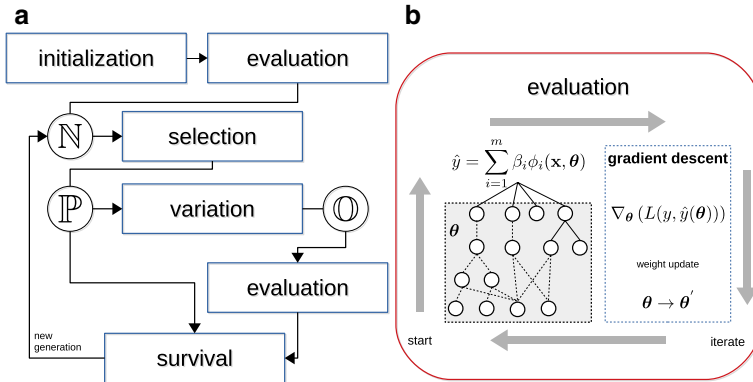 a
initialization
evaluation
ℕ
selection
ℙ
variation
𝕆
evaluation
new
generation
survival
b
evaluation
ŷ = ∑_{i=1}^{m} β_i ϕ_i(𝐱, 𝜽)
𝜽
gradient descent
∇_𝜽 (L(y, ŷ(𝜽)))
weight update
𝜽 → 𝜽′
start
iterate